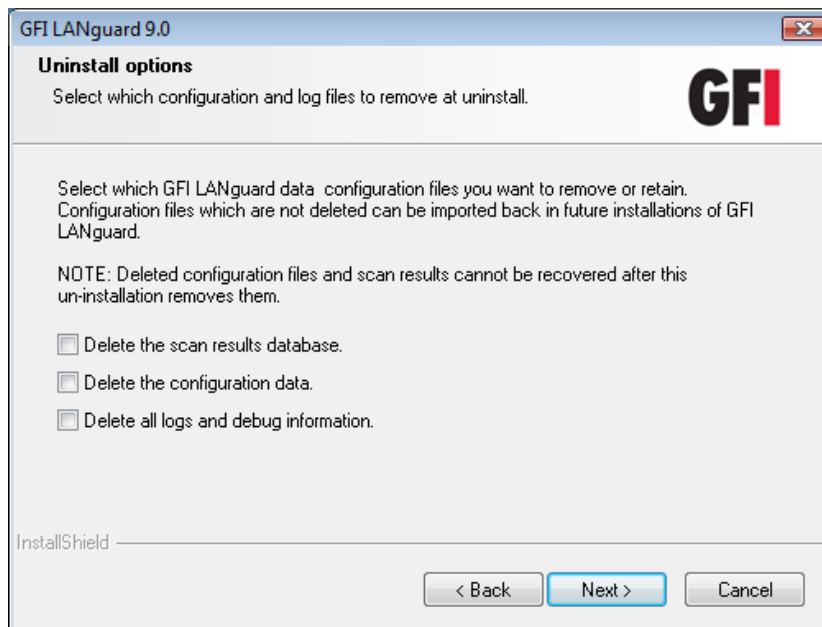 GFI LANguard 9.0
Uninstall options
Select which configuration and log files to remove at uninstall.
GFI
Select which GFI LANguard data  configuration files you want to remove or retain.
Configuration files which are not deleted can be imported back in future installations of GFI
LANguard.
NOTE: Deleted configuration files and scan results cannot be recovered after this
un-installation removes them.
Delete the scan results database.
Delete the configuration data.
Delete all logs and debug information.
InstallShield
< Back
Next >
Cancel